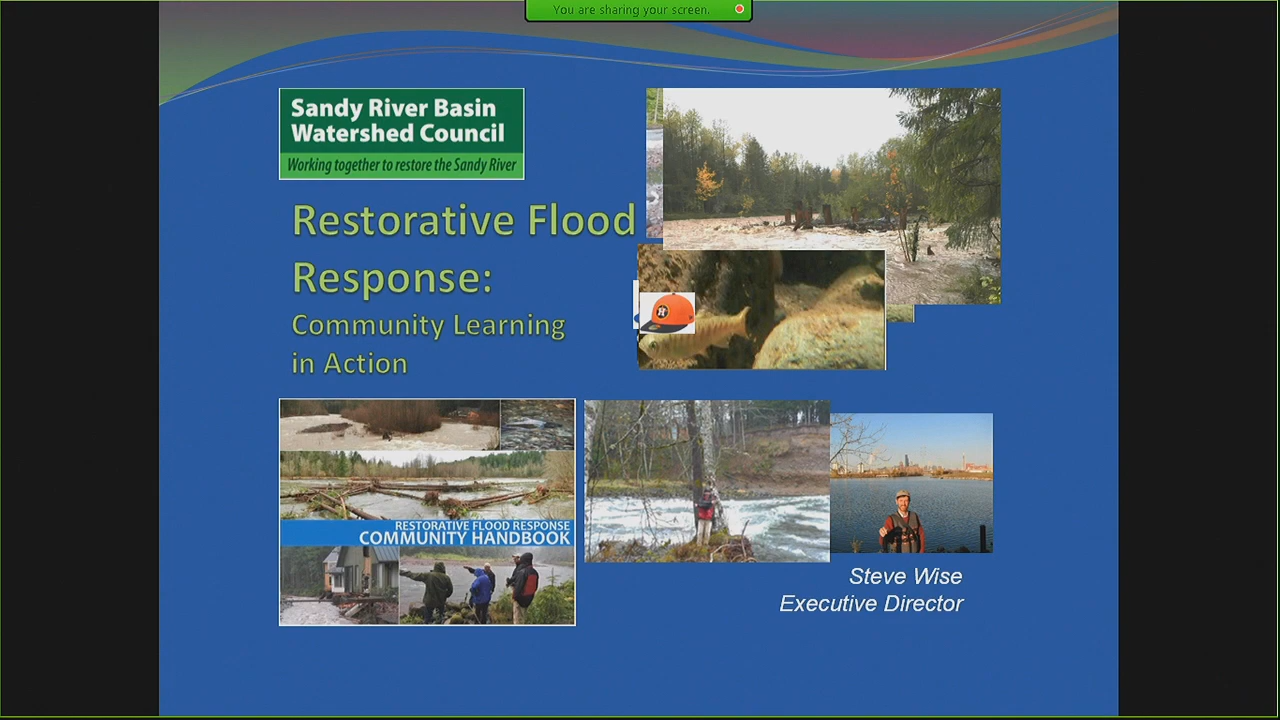 You are sharing your screen.
Sandy River Basin
Watershed Council
Working together to restore the Sandy River
Restorative Flood
Response:
Community Learning
in Action
RESTORATIVE FLOOD RESPONSE
COMMUNITY HANDBOOK
Steve Wise
Executive Director